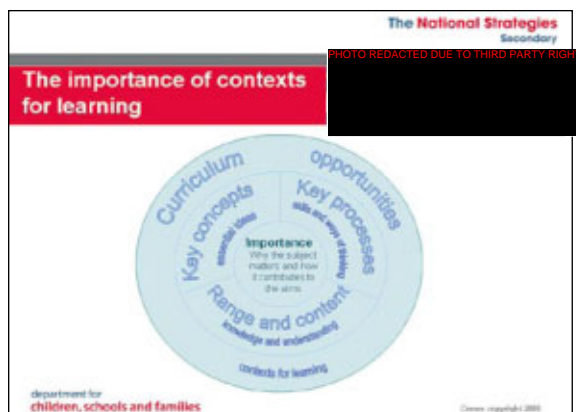 The National Strategies
Secondary
PHOTO REDACTED DUE TO THIRD PARTY RIGH
The importance of contexts
for learning
Curriculum opportunities
Key concepts
essential ideas
Key processes
skills and ways of thinking
Importance
Why the subject
matters and how
it contributes to
the aims
Range and content
knowledge and understanding
contexts for learning
department for
children, schools and families
Crown copyright